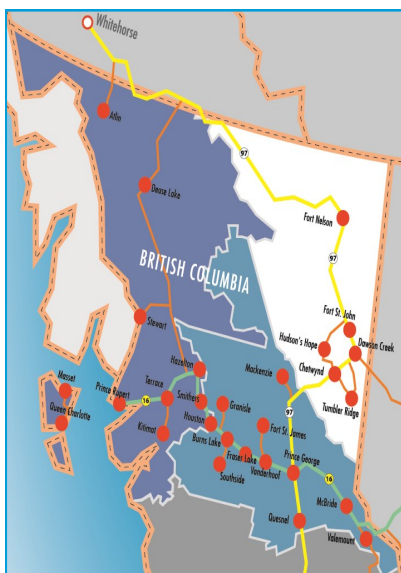 Whitehorse
Atlin
97
Dease Lake
Fort Nelson
BRITISH COLUMBIA
97
Fort St. John
Stewart
Hudson's Hope
Dawson Creek
Hazelton
Mackenzie
Chetwynd
Masset
Prince Rupert
Terrace
Tumbler Ridge
16
Smithers
Granisle
Queen Charlotte
97
Kitimat
Houston
Fort St. James
Burns Lake
Prince George
Fraser Lake
Vanderhoof
16
Southside
McBride
Quesnel
Valemount